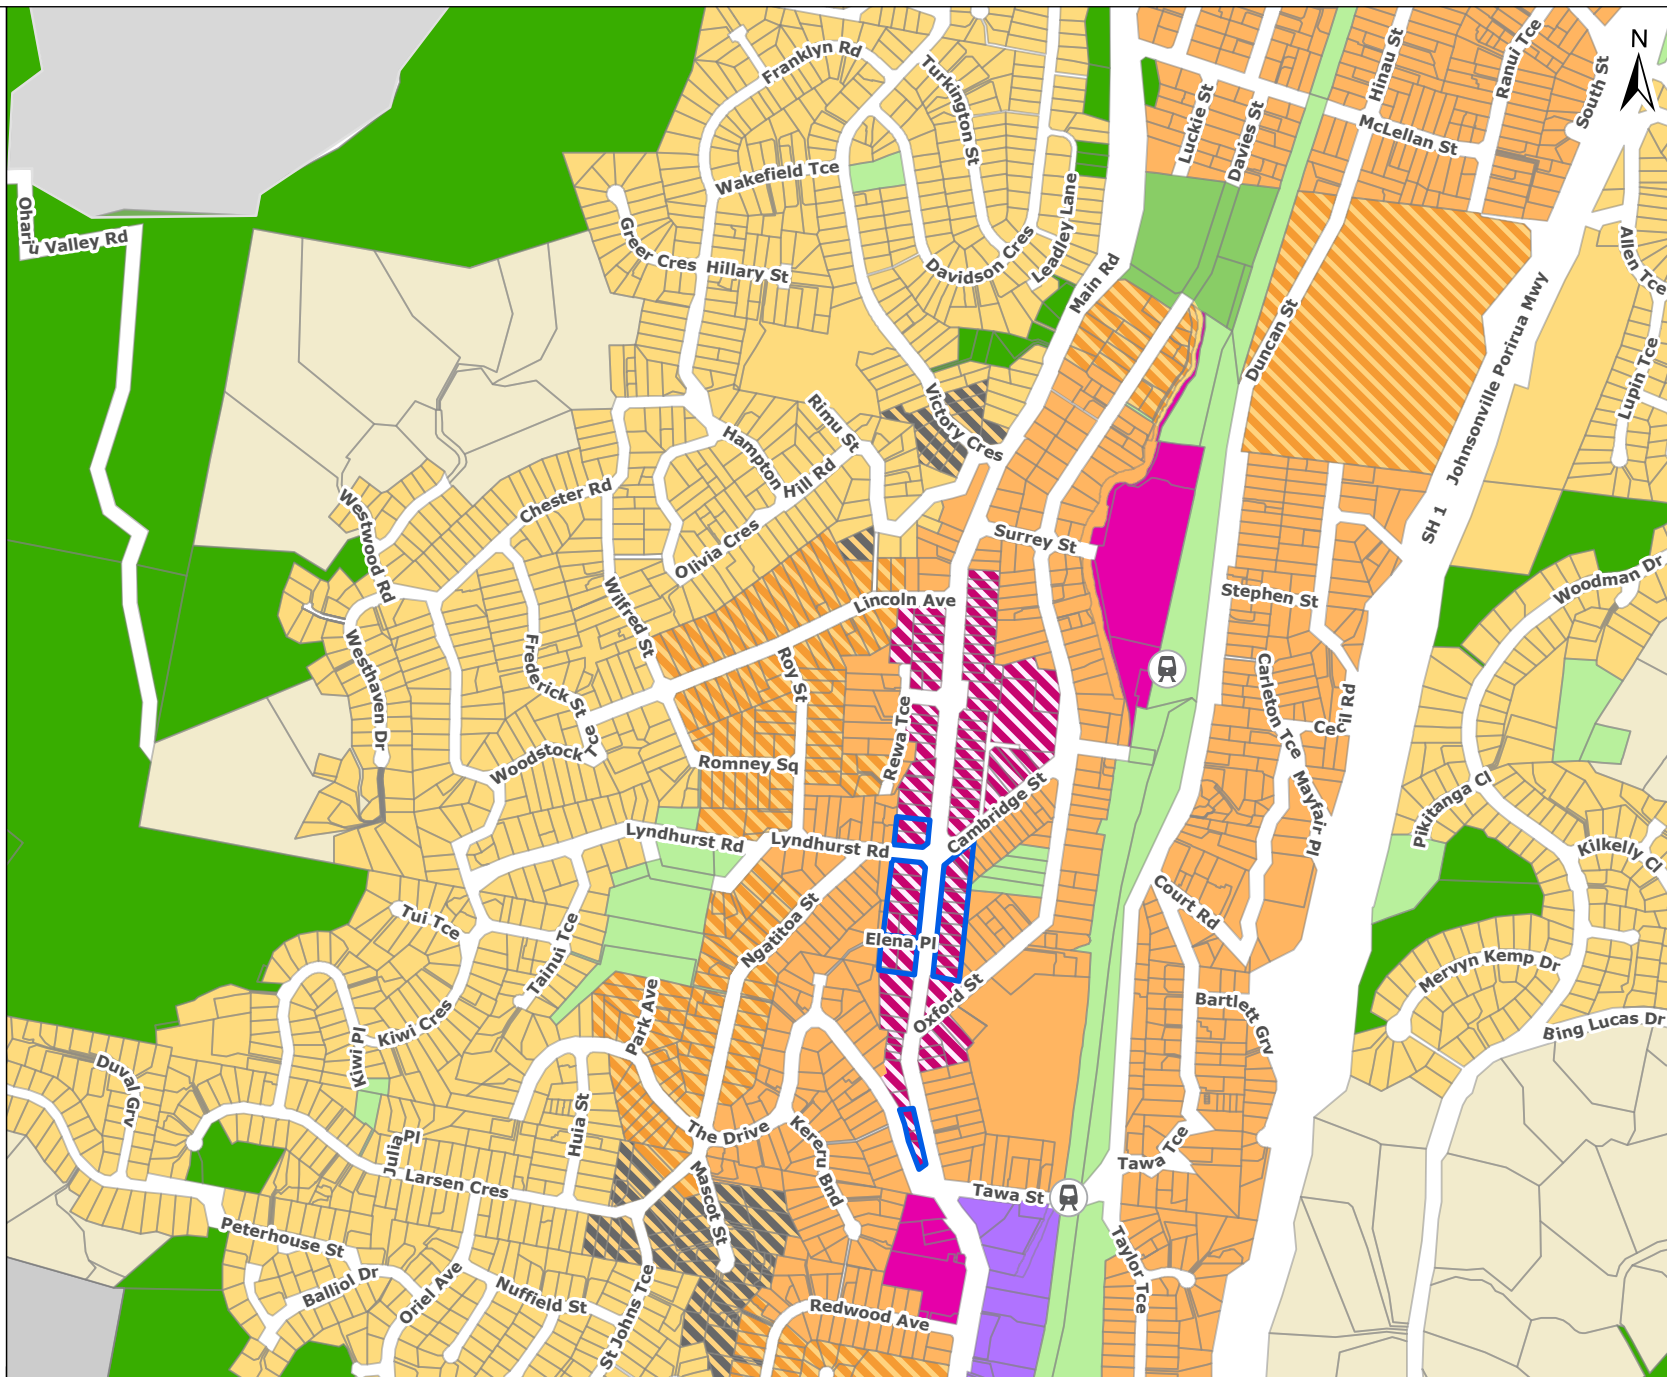 N
Franklyn Rd
Turkington St
Hinau St
Ranui Tce
South St
Luckie St
Davies St
McLellan St
Wakefield Tce
Ohariu Valley Rd
Greer Cres
Hillary St
Davidson Cres
Leadley Lane
Main Rd
Allen Tce
Duncan St
SH 1 Johnsonville Porirua Mwy
Lupin Tce
Victory Cres
Rimu St
Hampton Hill Rd
Chester Rd
Westwood Rd
Olivia Cres
Surrey St
Wilfred St
Lincoln Ave
Stephen St
Woodman Dr
Westhaven Dr
Frederick St
Roy St
Rewa Tce
Carleton Tce
Cecil Rd
Woodstock Tce
Romney Sq
Cambridge St
Mayfair Pl
Pikitanga Cl
Kilkelly Cl
Lyndhurst Rd
Lyndhurst Rd
Court Rd
Tui Tce
Tainui Tce
Ngatitoa St
Elena Pl
Mervyn Kemp Dr
Oxford St
Bartlett Grv
Bing Lucas Dr
Kiwi Cres
Kiwi Pl
Park Ave
Duval Grv
Huia St
The Drive
Kereru Bnd
Julia Pl
Larsen Cres
Mascot St
Tawa Tce
Tawa St
Peterhouse St
Balliol Dr
Oriel Ave
Nuffield St
St Johns Tce
Redwood Ave
Taylor Tce